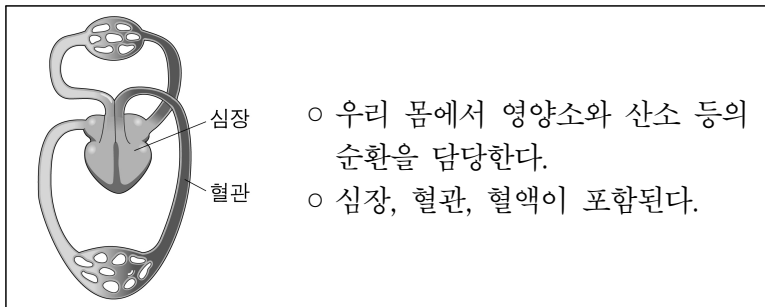 심장
혈관
○ 우리 몸에서 영양소와 산소 등의
순환을 담당한다.
○ 심장, 혈관, 혈액이 포함된다.